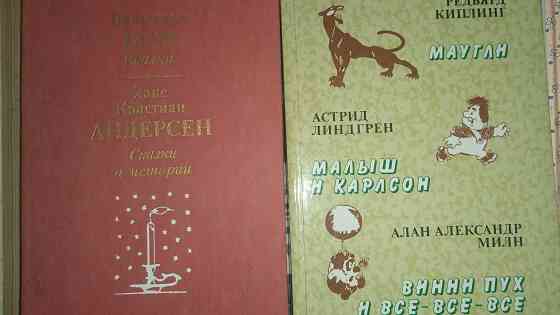 Ханс
Кристиан
АНДЕРСЕН
Сказки
и истории
РЕДЬЯРД
КИПЛИНГ
МАУГЛИ
АСТРИД
ЛИНДГРЕН
МАЛЫШ
И КАРЛСОН
АЛАН АЛЕКСАНДР
МИЛН
ВИННИ ПУХ
И ВСЕ-ВСЕ-ВСЕ